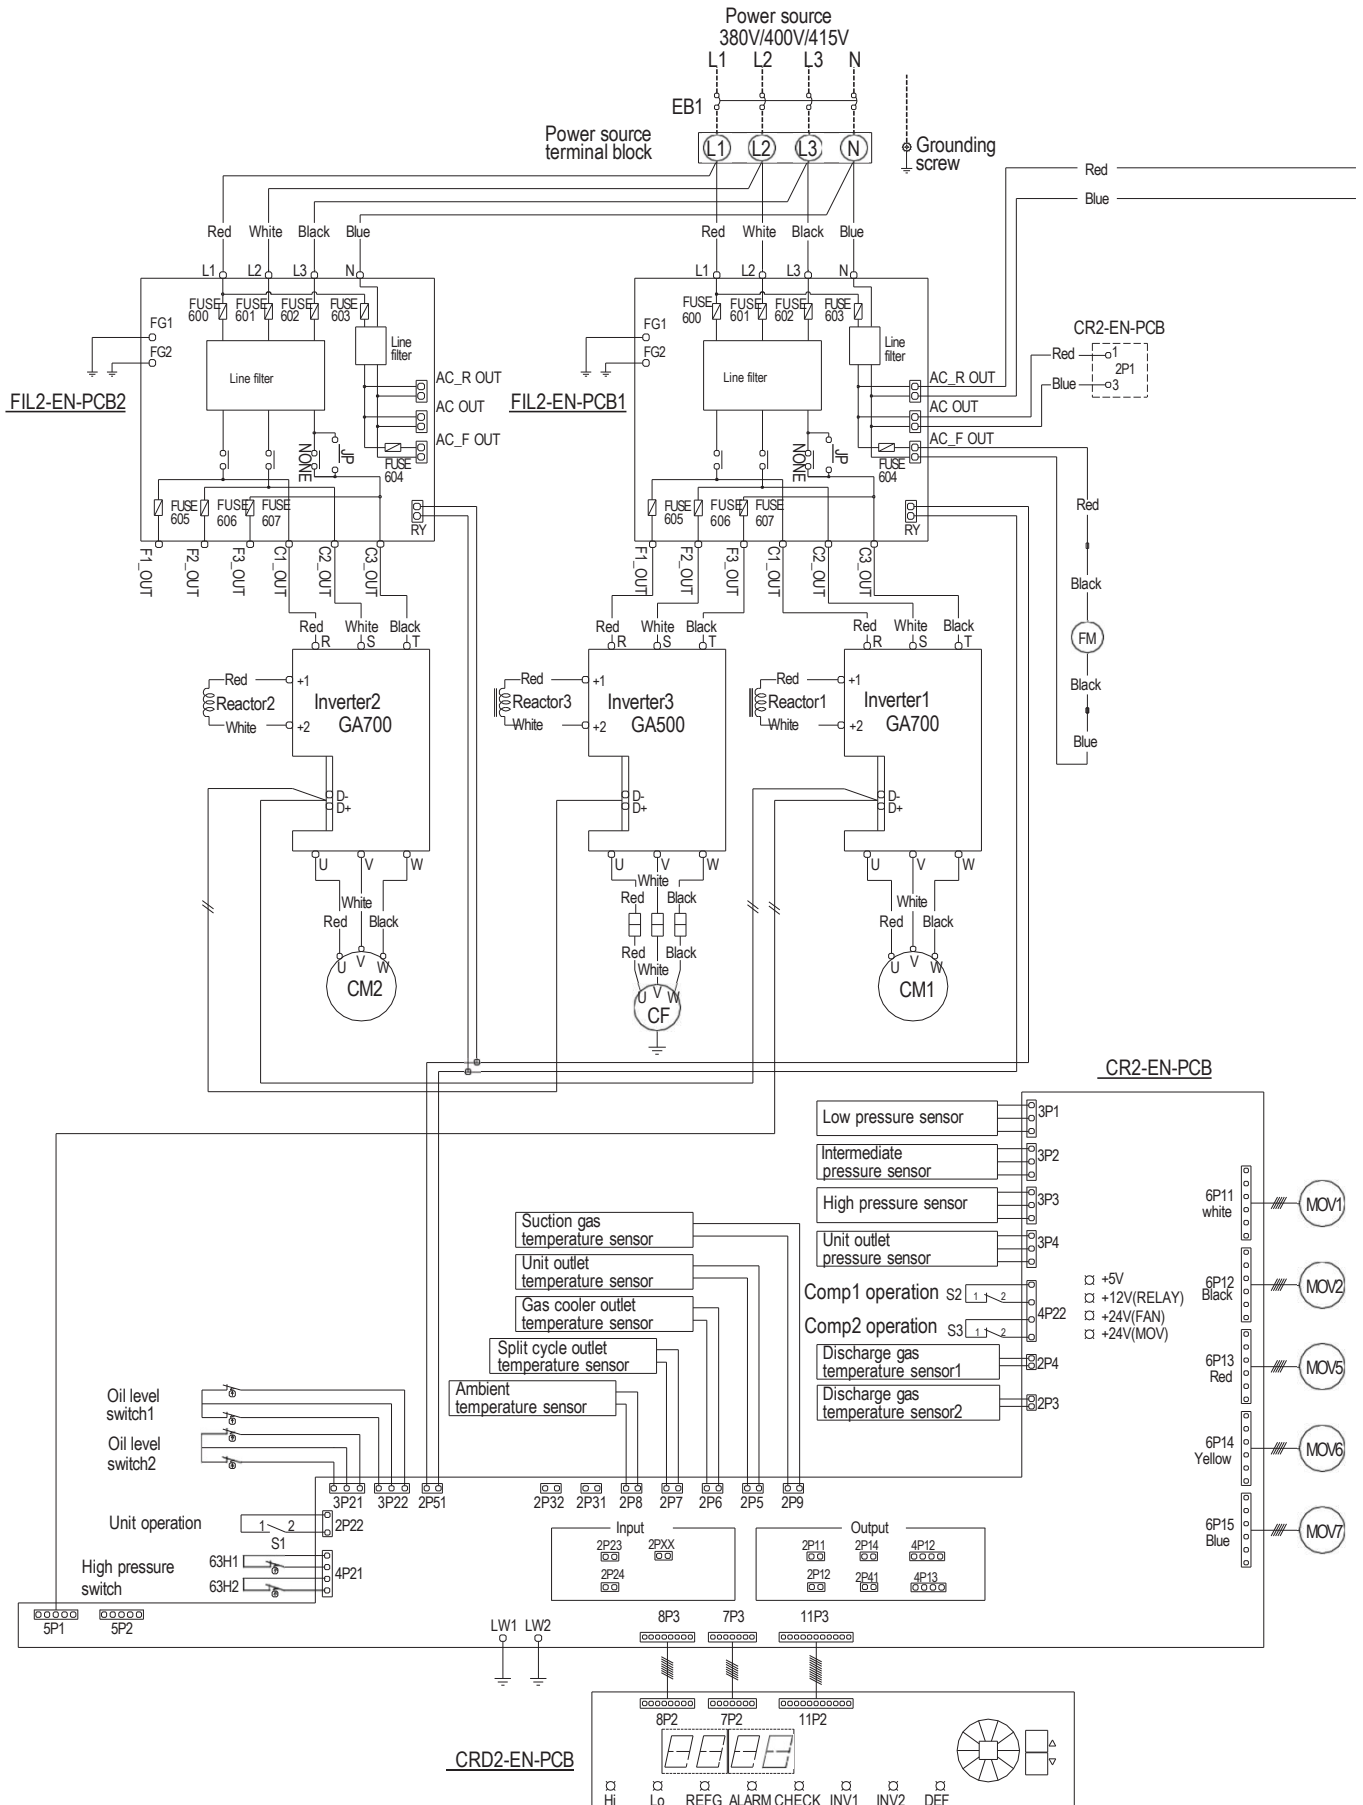 Power source
380V/400V/415V
L1 L2 L3 N
EB1
Power source
terminal block
L1 L2 L3 N
Grounding
screw
Red
Blue
Red White Black Blue
Red White Black Blue
L1 L2 L3 N
L1 L2 L3 N
FUSE 600
FUSE 601
FUSE 602
FUSE 603
FG1
FG2
Line filter
Line
filter
AC_R OUT
AC OUT
AC_F OUT
FIL2-EN-PCB2
NONE
JP
FUSE 604
FUSE 605
FUSE 606
FUSE 607
RY
F1_OUT
F2_OUT
F3_OUT
C1_OUT
C2_OUT
C3_OUT
FUSE 600
FUSE 601
FUSE 602
FUSE 603
FG1
FG2
Line filter
Line
filter
AC_R OUT
AC OUT
AC_F OUT
FIL2-EN-PCB1
NONE
JP
FUSE 604
FUSE 605
FUSE 606
FUSE 607
RY
F1_OUT
F2_OUT
F3_OUT
C1_OUT
C2_OUT
C3_OUT
CR2-EN-PCB
Red 1
2P1
Blue 3
Red
Black
FM
Black
Blue
Red White Black
R S T
Red +1
Reactor2
White +2
Inverter2
GA700
D-
D+
U V W
White
Red Black
U V W
CM2
Red White Black
R S T
Red +1
Reactor3
White +2
Inverter3
GA500
D-
D+
U V W
White
Red Black
Red Black
White
U V W
CF
Red White Black
R S T
Red +1
Reactor1
White +2
Inverter1
GA700
D-
D+
U V W
White
Red Black
U V W
CM1
CR2-EN-PCB
Low pressure sensor 3P1
Intermediate
pressure sensor 3P2
High pressure sensor 3P3
Unit outlet
pressure sensor 3P4
Comp1 operation S2 1 2
4P22
Comp2 operation S3 1 2
Discharge gas
temperature sensor1 2P4
Discharge gas
temperature sensor2 2P3
+5V
+12V(RELAY)
+24V(FAN)
+24V(MOV)
6P11
white
MOV1
6P12
Black
MOV2
6P13
Red
MOV5
6P14
Yellow
MOV6
6P15
Blue
MOV7
Suction gas
temperature sensor
Unit outlet
temperature sensor
Gas cooler outlet
temperature sensor
Split cycle outlet
temperature sensor
Ambient
temperature sensor
Oil level
switch1
Oil level
switch2
3P21 3P22 2P51 2P32 2P31 2P8 2P7 2P6 2P5 2P9
Unit operation 1 2 2P22
S1
High pressure
switch
63H1
63H2
4P21
Input
2P23 2PXX
2P24
Output
2P11 2P14 4P12
2P12 2P41 4P13
5P1 5P2
LW1 LW2
8P3 7P3 11P3
8P2 7P2 11P2
CRD2-EN-PCB
Hi Lo REFG ALARM CHECK INV1 INV2 DEF